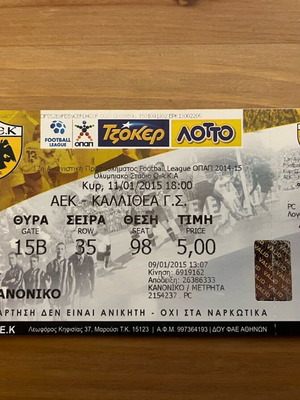 FOOTBALL LEAGUE
ΟΠΑΠ
ΤΖΟΚΕΡ
ΛΟΤΤΟ
Football League ΟΠΑΠ 2014-15
Ολυμπιακό Στάδιο Ο.Α.Κ.Α
Κυρ, 11/01/2015 18:00
ΑΕΚ - ΚΑΛΛΙΘΕΑ Γ.Σ.
ΘΥΡΑ ΣΕΙΡΑ ΘΕΣΗ ΤΙΜΗ
GATE ROW SEAT PRICE
15Β 35 98 5,00
09/01/2015 13:07
Κίνηση: 6919162
Απόδειξη: 26386333
ΚΑΝΟΝΙΚΟ / ΜΕΤΡΗΤΑ
2154237 PC
ΑΝΟΝΙΚΟ
ΑΡΤΗΣΗ ΔΕΝ ΕΙΝΑΙ ΑΝΙΚΗΤΗ - ΟΧΙ ΣΤΑ ΝΑΡΚΩΤΙΚΑ
Ε.Κ Λεωφόρος Κηφισίας 37, Μαρούσι Τ.Κ. 15123 | Α.Φ.Μ. 997364193 | ΔΟΥ ΦΑΕ ΑΘΗΝΩΝ